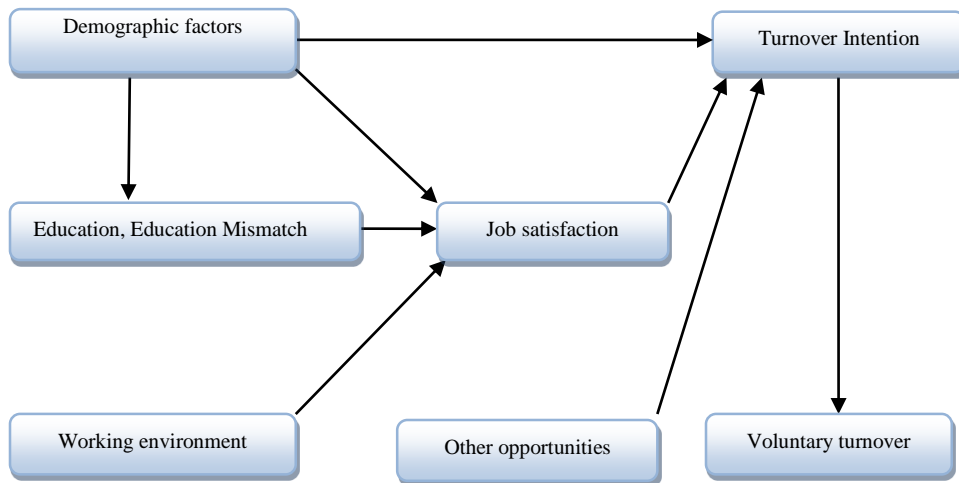 Demographic factors
Turnover Intention
Education, Education Mismatch
Job satisfaction
Working environment
Other opportunities
Voluntary turnover